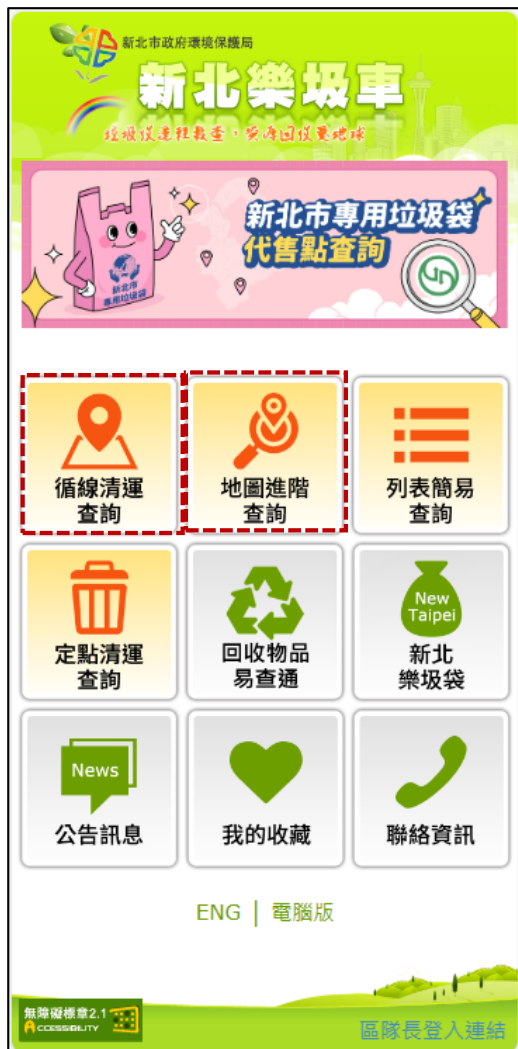 新北市政府環境保護局
新北樂圾車
垃圾没丟程教查，資源回收愛地球
新北市專用垃圾袋
代售點查詢
新北市
專用垃圾袋
循線清運
查詢
地圖進階
查詢
列表簡易
查詢
定點清運
查詢
回收物品
易查通
New
Taipei
新北
樂圾袋
News
公告訊息
我的收藏
聯絡資訊
ENG | 電腦版
無障礙標章2.1
ACCESSIBILITY
區隊長登入連結